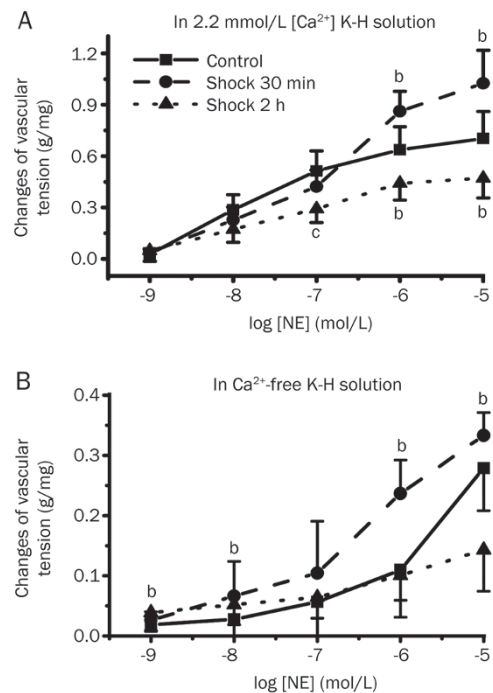 A
In 2.2 mmol/L [Ca²⁺] K-H solution
Control
Shock 30 min
Shock 2 h
b
b
1.2
0.9
0.6
0.3
0.0
Changes of vascular
tension (g/mg)
c
b
b
-9 -8 -7 -6 -5
log [NE] (mol/L)
B
In Ca²⁺-free K-H solution
0.4
0.3
0.2
0.1
0.0
Changes of vascular
tension (g/mg)
b
b
b
b
-9 -8 -7 -6 -5
log [NE] (mol/L)